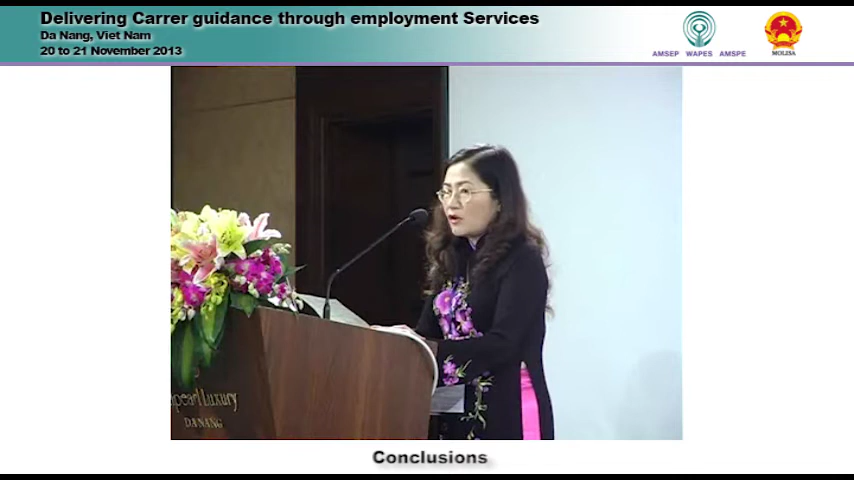 Delivering Carrer guidance through employment Services
Da Nang, Viet Nam
20 to 21 November 2013
AMSEP WAPES AMSPE
MOLISA
Luxury
DANANG
Conclusions